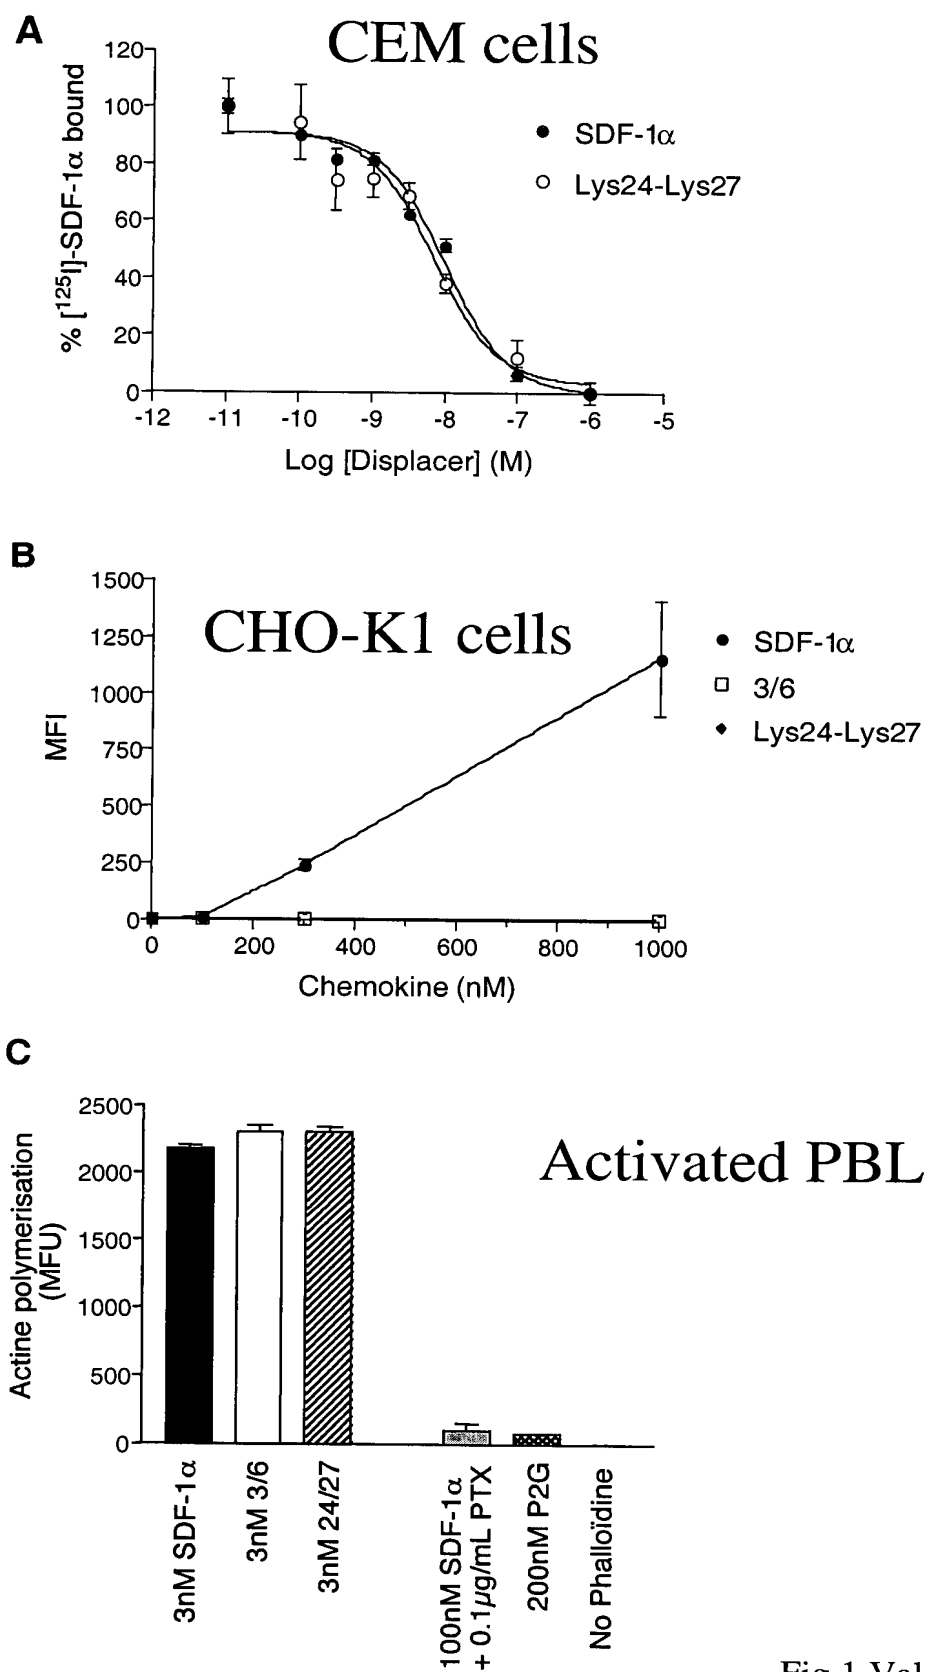 A
CEM cells
120
100
80
60
40
20
0
% [125I]-SDF-1α bound
SDF-1α
Lys24-Lys27
-12 -11 -10 -9 -8 -7 -6 -5
Log [Displacer] (M)
B
CHO-K1 cells
1500
1250
1000
750
500
250
0
MFI
SDF-1α
3/6
Lys24-Lys27
0 200 400 600 800 1000
Chemokine (nM)
C
Activated PBL
2500
2000
1500
1000
500
0
Actine polymerisation
(MFU)
3nM SDF-1α
3nM 3/6
3nM 24/27
100nM SDF-1α
+ 0.1µg/mL PTX
200nM P2G
No Phalloïdine